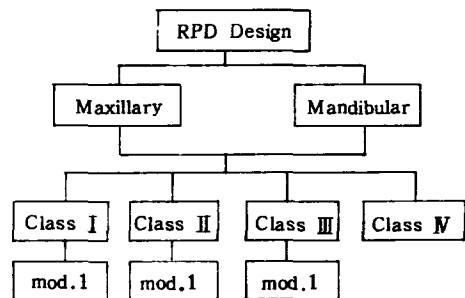 RPD Design
Maxillary
Mandibular
Class Ⅰ
Class Ⅱ
Class Ⅲ
Class Ⅳ
mod.1
mod.1
mod.1